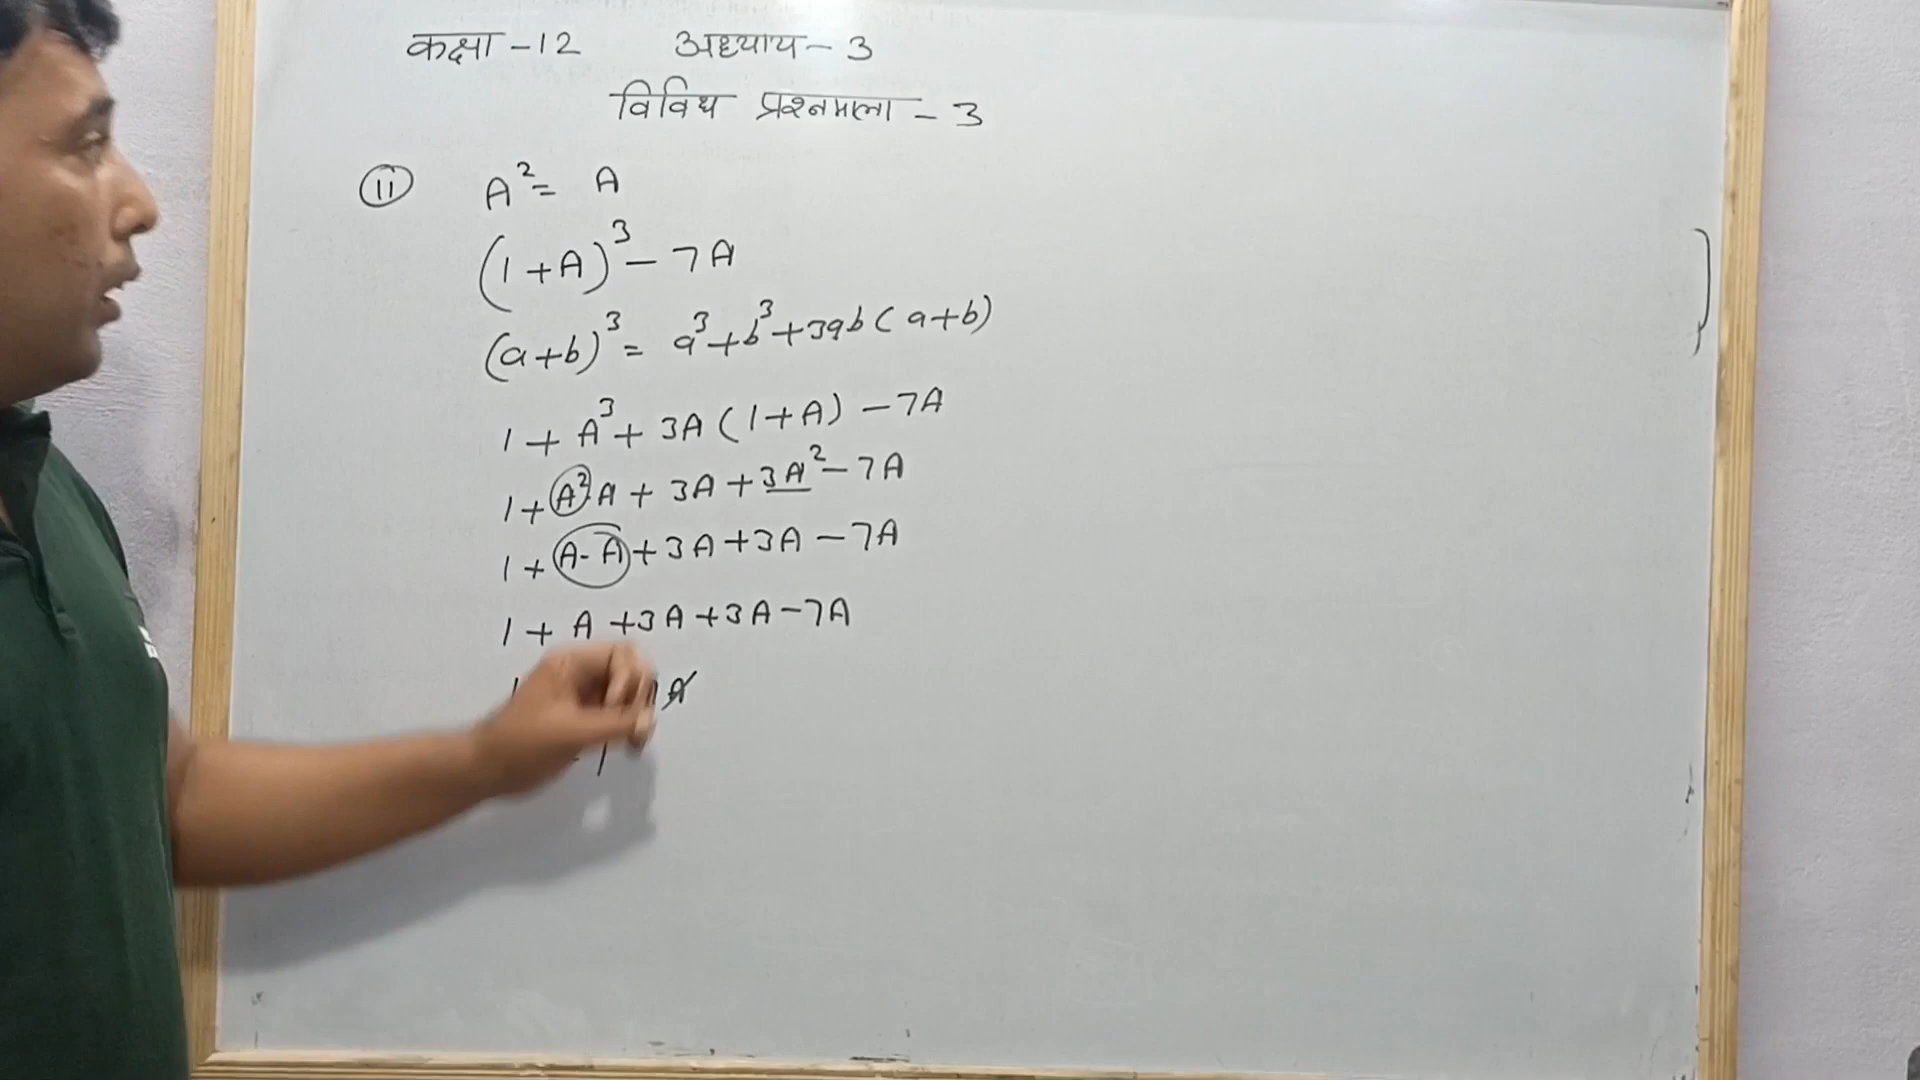 कक्षा - 12 अध्याय - 3
विविध प्रश्नमाला - 3
(11) A² = A
(1+A)³ - 7A
(a+b)³ = a³+b³+3ab(a+b)
1 + A³ + 3A(1+A) - 7A
1 + A²A + 3A + 3A² - 7A
1 + A·A + 3A + 3A - 7A
1 + A + 3A + 3A - 7A